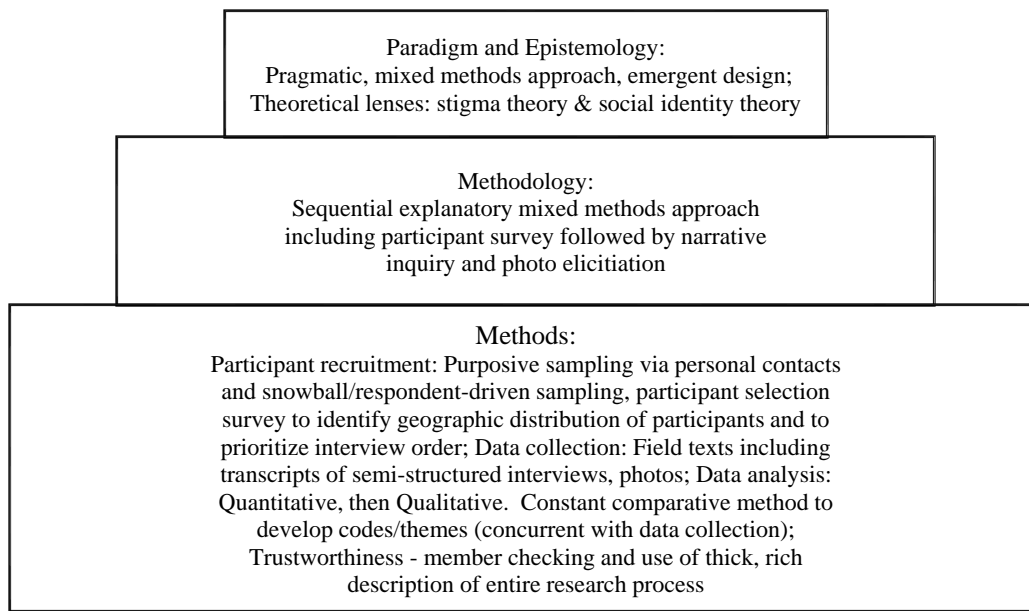 Paradigm and Epistemology:
Pragmatic, mixed methods approach, emergent design;
Theoretical lenses: stigma theory & social identity theory
Methodology:
Sequential explanatory mixed methods approach
including participant survey followed by narrative
inquiry and photo elicitiation
Methods:
Participant recruitment: Purposive sampling via personal contacts
and snowball/respondent-driven sampling, participant selection
survey to identify geographic distribution of participants and to
prioritize interview order; Data collection: Field texts including
transcripts of semi-structured interviews, photos; Data analysis:
Quantitative, then Qualitative.  Constant comparative method to
develop codes/themes (concurrent with data collection);
Trustworthiness - member checking and use of thick, rich
description of entire research process